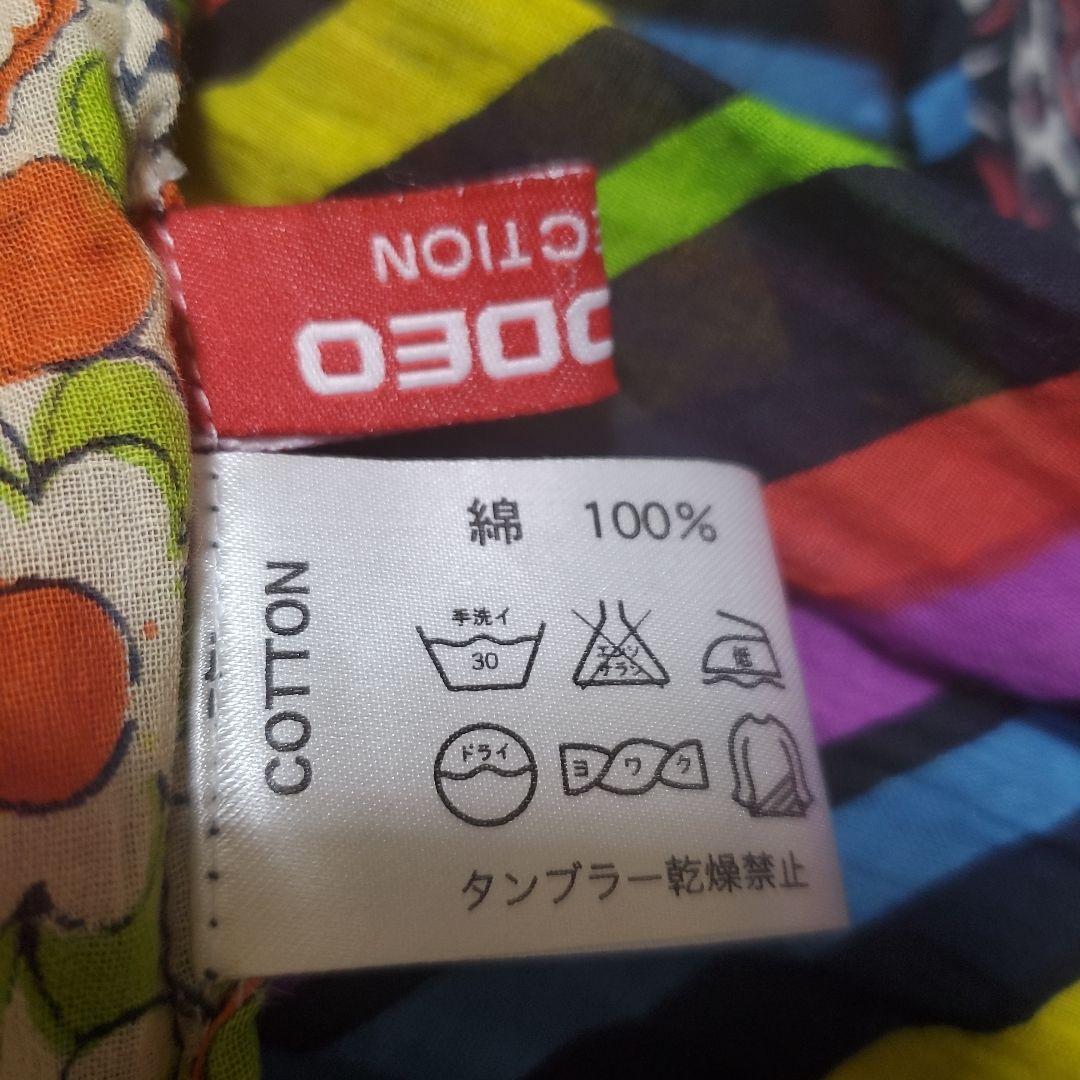 ECTION
ODEO
綿 100%
COTTON
手洗イ
30
エンソ
サラシ
低
ドライ
ヨワク
タンブラー乾燥禁止